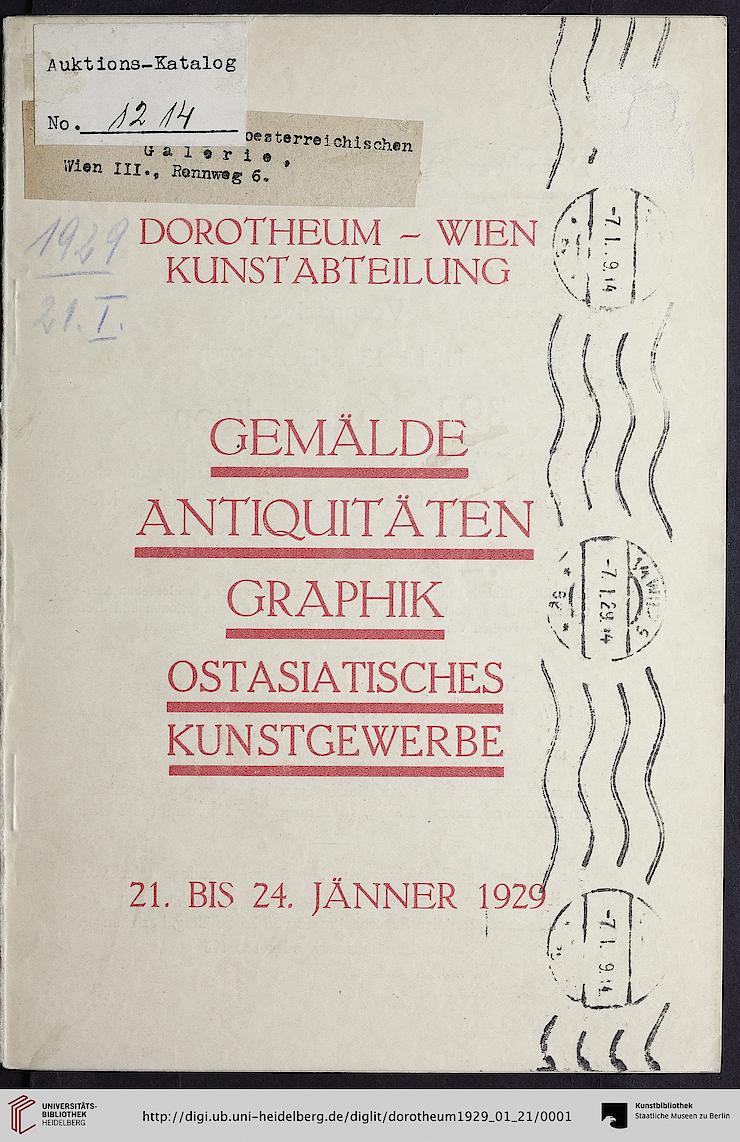 Auktions-Katalog
No. 1214
oesterreichischen
Galerie,
Wien III., Rennweg 6.
1929
21. I.
DOROTHEUM – WIEN
KUNSTABTEILUNG
GEMÄLDE
ANTIQUITÄTEN
GRAPHIK
OSTASIATISCHES
KUNSTGEWERBE
21. BIS 24. JÄNNER 1929
-7.I.29.14
UNIVERSITÄTS-
BIBLIOTHEK
HEIDELBERG
http://digi.ub.uni-heidelberg.de/diglit/dorotheum1929_01_21/0001
Kunstbibliothek
Staatliche Museen zu Berlin